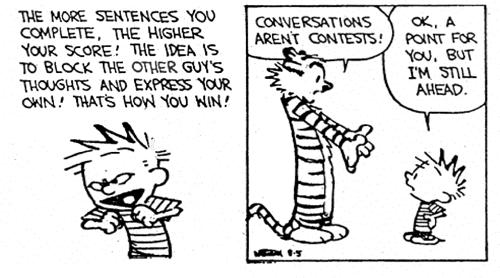 THE MORE SENTENCES YOU
COMPLETE, THE HIGHER
YOUR SCORE! THE IDEA IS
TO BLOCK THE OTHER GUY'S
THOUGHTS AND EXPRESS YOUR
OWN! THAT'S HOW YOU WIN!
CONVERSATIONS
AREN'T CONTESTS!
OK, A
POINT FOR
YOU, BUT
I'M STILL
AHEAD.
8-5